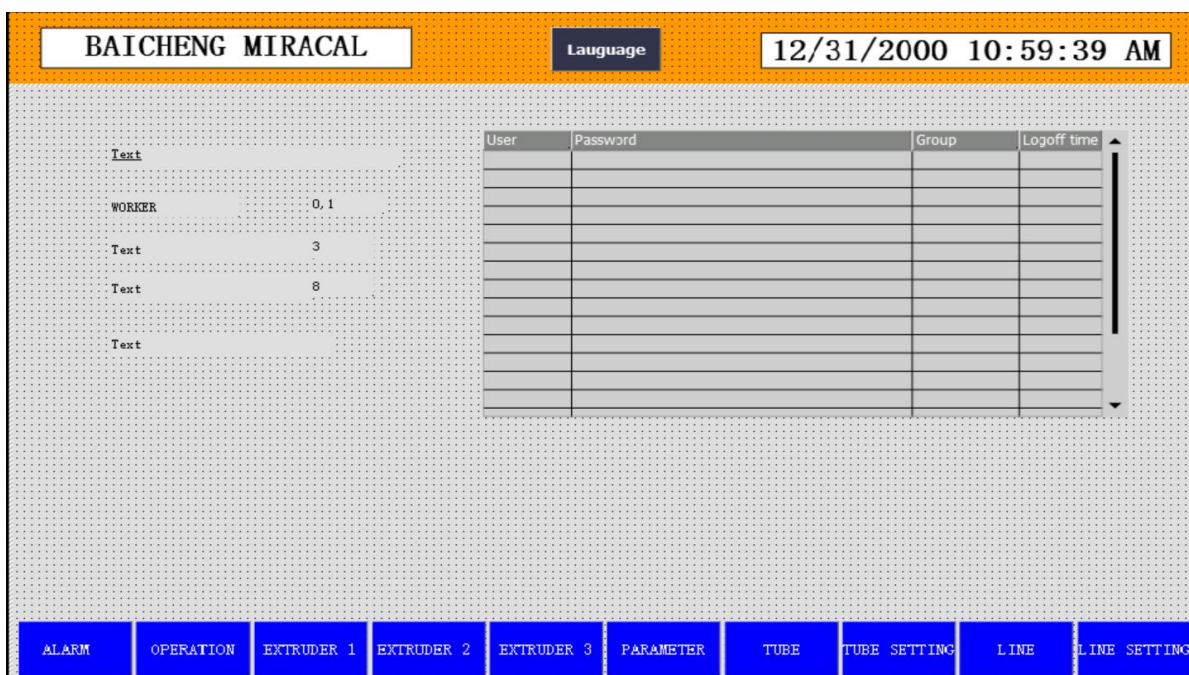 BAICHENG MIRACAL
Lauguage
12/31/2000 10:59:39 AM
Text
WORKER 0,1
Text 3
Text 8
Text
User Password Group Logoff time
ALARM OPERATION EXTRUDER 1 EXTRUDER 2 EXTRUDER 3 PARAMETER TUBE TUBE SETTING LINE LINE SETTING